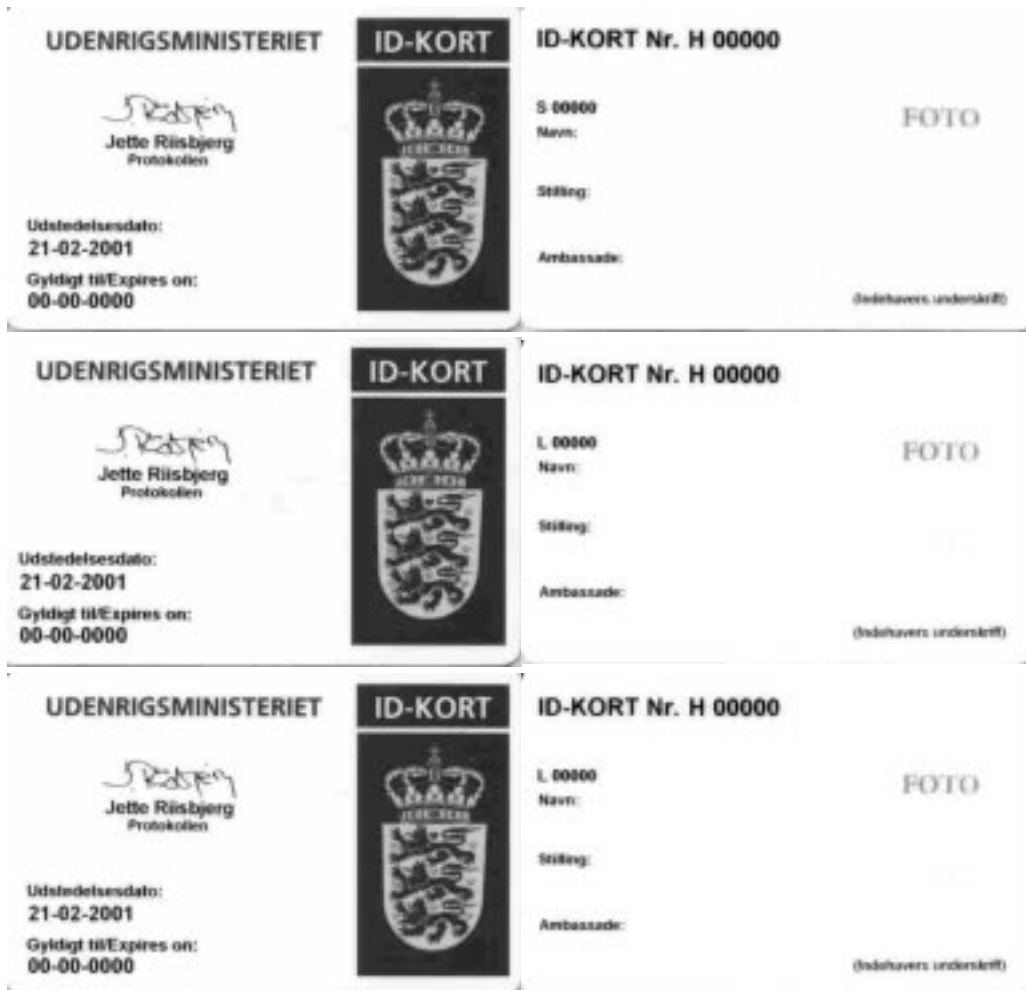 UDENRIGSMINISTERIET
ID-KORT
Jette Riisbjerg
Protokollen
Udstedelsesdato:
21-02-2001
Gyldigt til/Expires on:
00-00-0000
ID-KORT Nr. H 00000
S 00000
FOTO
Navn:
Stilling:
Ambassade:
(Indehavers underskrift)
UDENRIGSMINISTERIET
ID-KORT
Jette Riisbjerg
Protokollen
Udstedelsesdato:
21-02-2001
Gyldigt til/Expires on:
00-00-0000
ID-KORT Nr. H 00000
L 00000
FOTO
Navn:
Stilling:
Ambassade:
(Indehavers underskrift)
UDENRIGSMINISTERIET
ID-KORT
Jette Riisbjerg
Protokollen
Udstedelsesdato:
21-02-2001
Gyldigt til/Expires on:
00-00-0000
ID-KORT Nr. H 00000
L 00000
FOTO
Navn:
Stilling:
Ambassade:
(Indehavers underskrift)